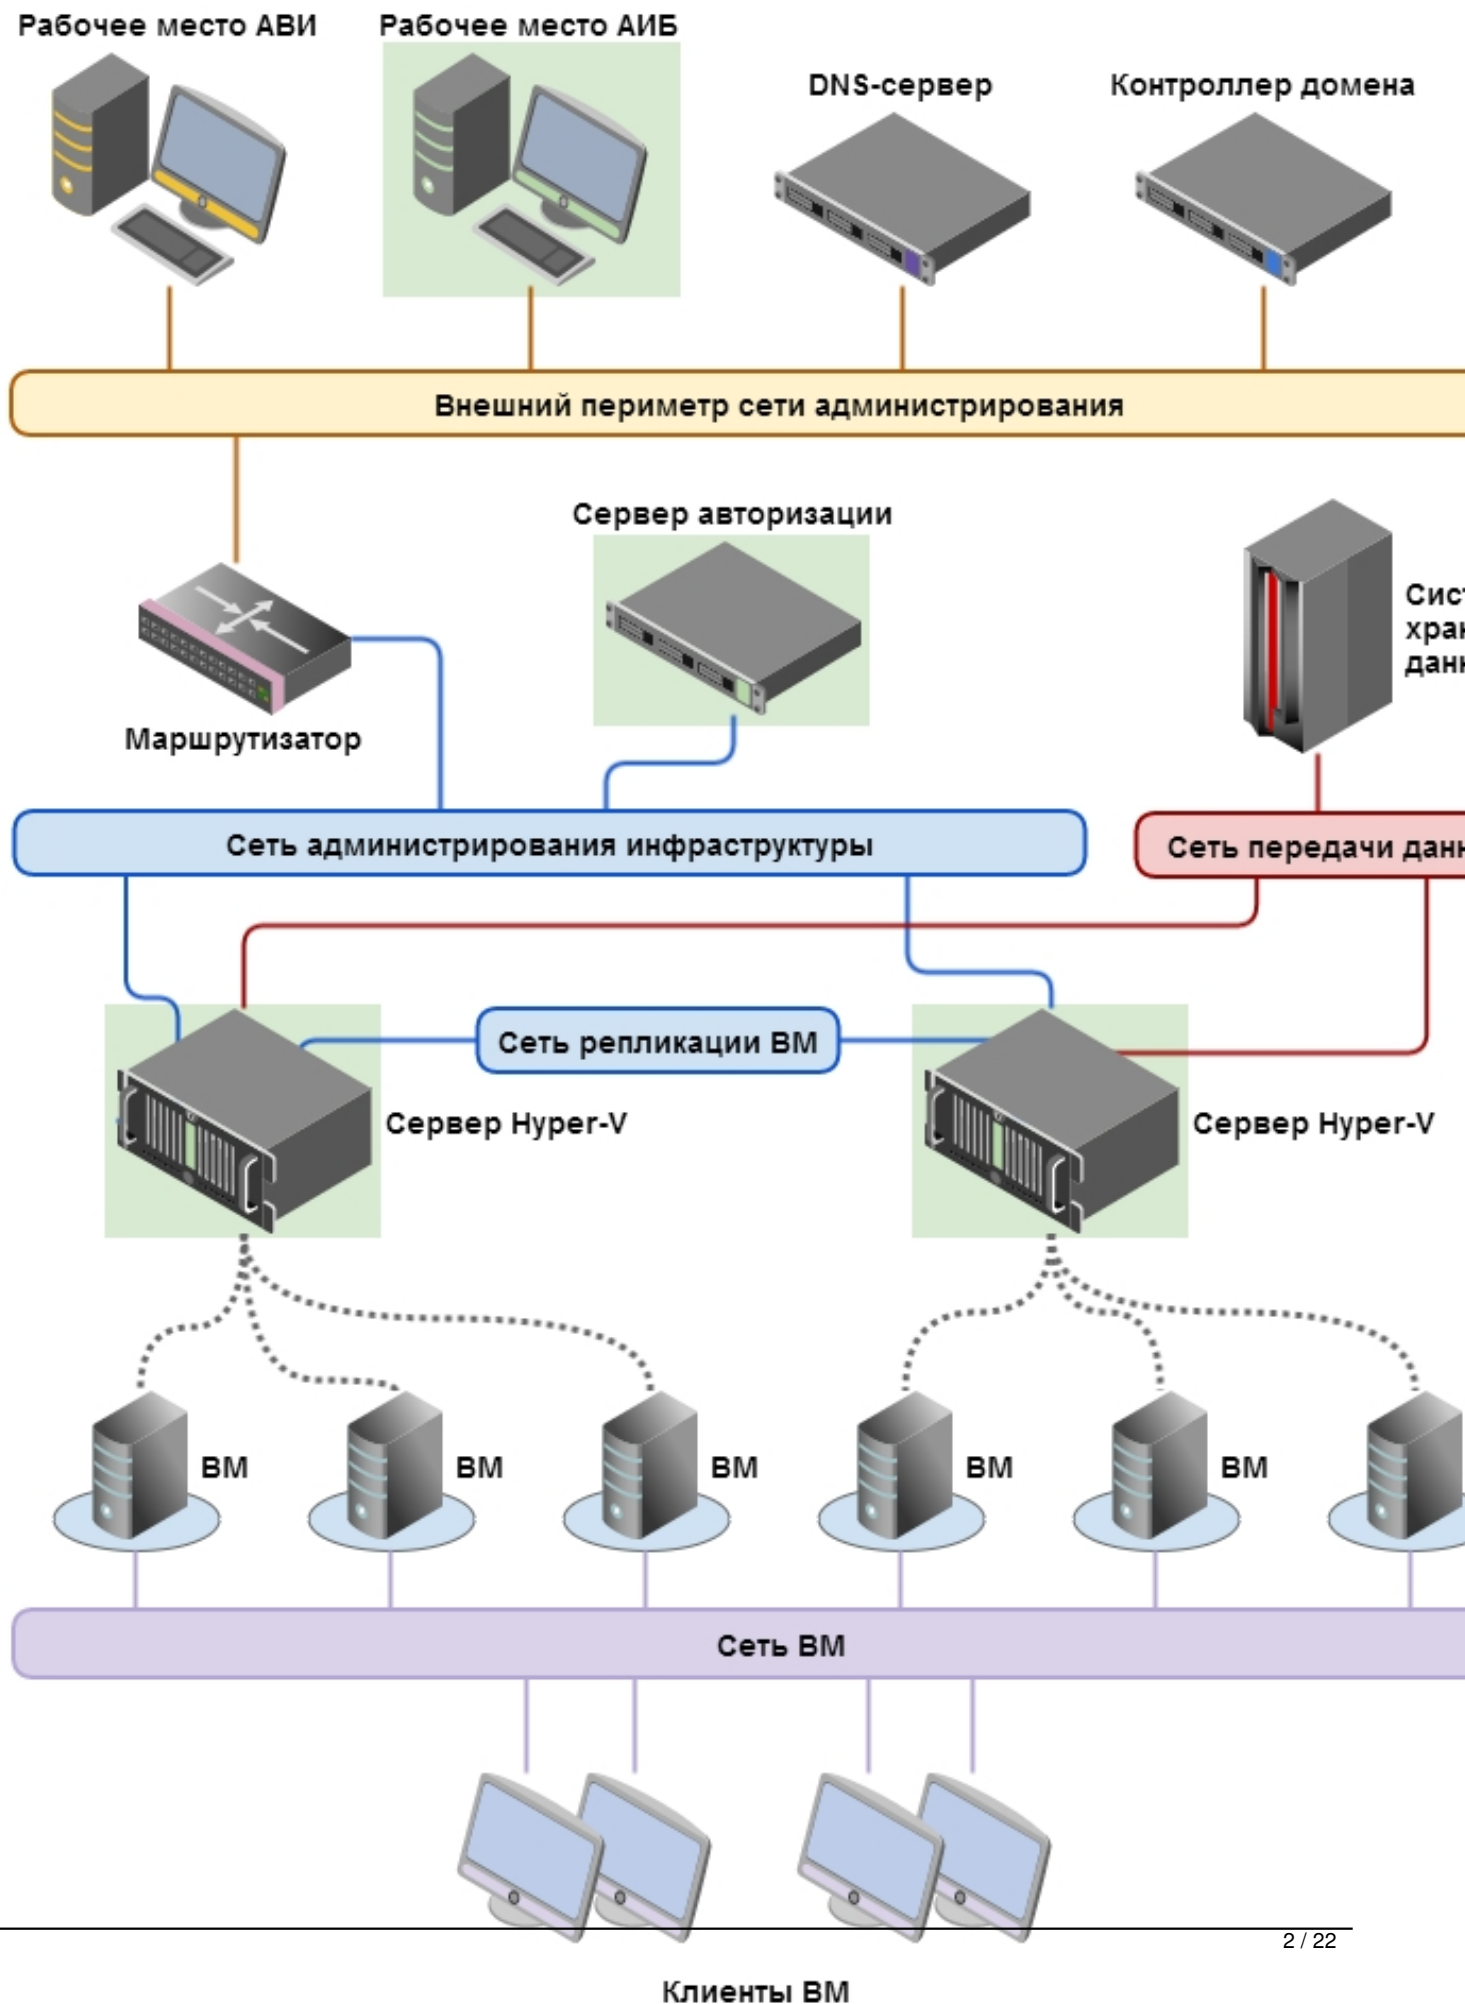 Рабочее место АВИ
Рабочее место АИБ
DNS-сервер
Контроллер домена
Внешний периметр сети администрирования
Сервер авторизации
Маршрутизатор
Сеть администрирования инфраструктуры
Сеть передачи
Сеть репликации ВМ
Сервер Hyper-V
Сервер Hyper-V
ВМ
ВМ
ВМ
ВМ
ВМ
Сеть ВМ
2 / 22
Клиенты ВМ